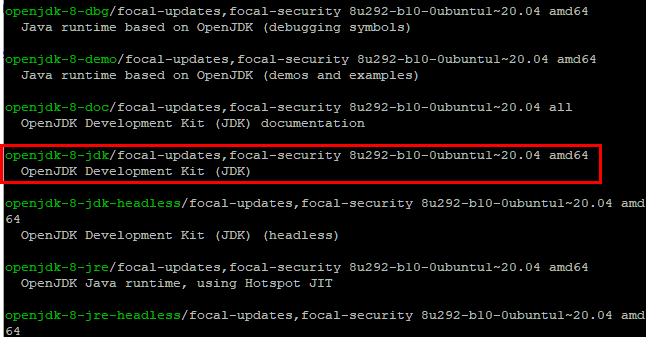 openjdk-8-dbg/focal-updates,focal-security 8u292-b10-0ubuntu1~20.04 amd64
Java runtime based on OpenJDK (debugging symbols)
openjdk-8-demo/focal-updates,focal-security 8u292-b10-0ubuntu1~20.04 amd64
Java runtime based on OpenJDK (demos and examples)
openjdk-8-doc/focal-updates,focal-security 8u292-b10-0ubuntu1~20.04 all
OpenJDK Development Kit (JDK) documentation
openjdk-8-jdk/focal-updates,focal-security 8u292-b10-0ubuntu1~20.04 amd64
OpenJDK Development Kit (JDK)
openjdk-8-jdk-headless/focal-updates,focal-security 8u292-b10-0ubuntu1~20.04 amd
64
OpenJDK Development Kit (JDK) (headless)
openjdk-8-jre/focal-updates,focal-security 8u292-b10-0ubuntu1~20.04 amd64
OpenJDK Java runtime, using Hotspot JIT
openjdk-8-jre-headless/focal-updates,focal-security 8u292-b10-0ubuntu1~20.04 amd
64